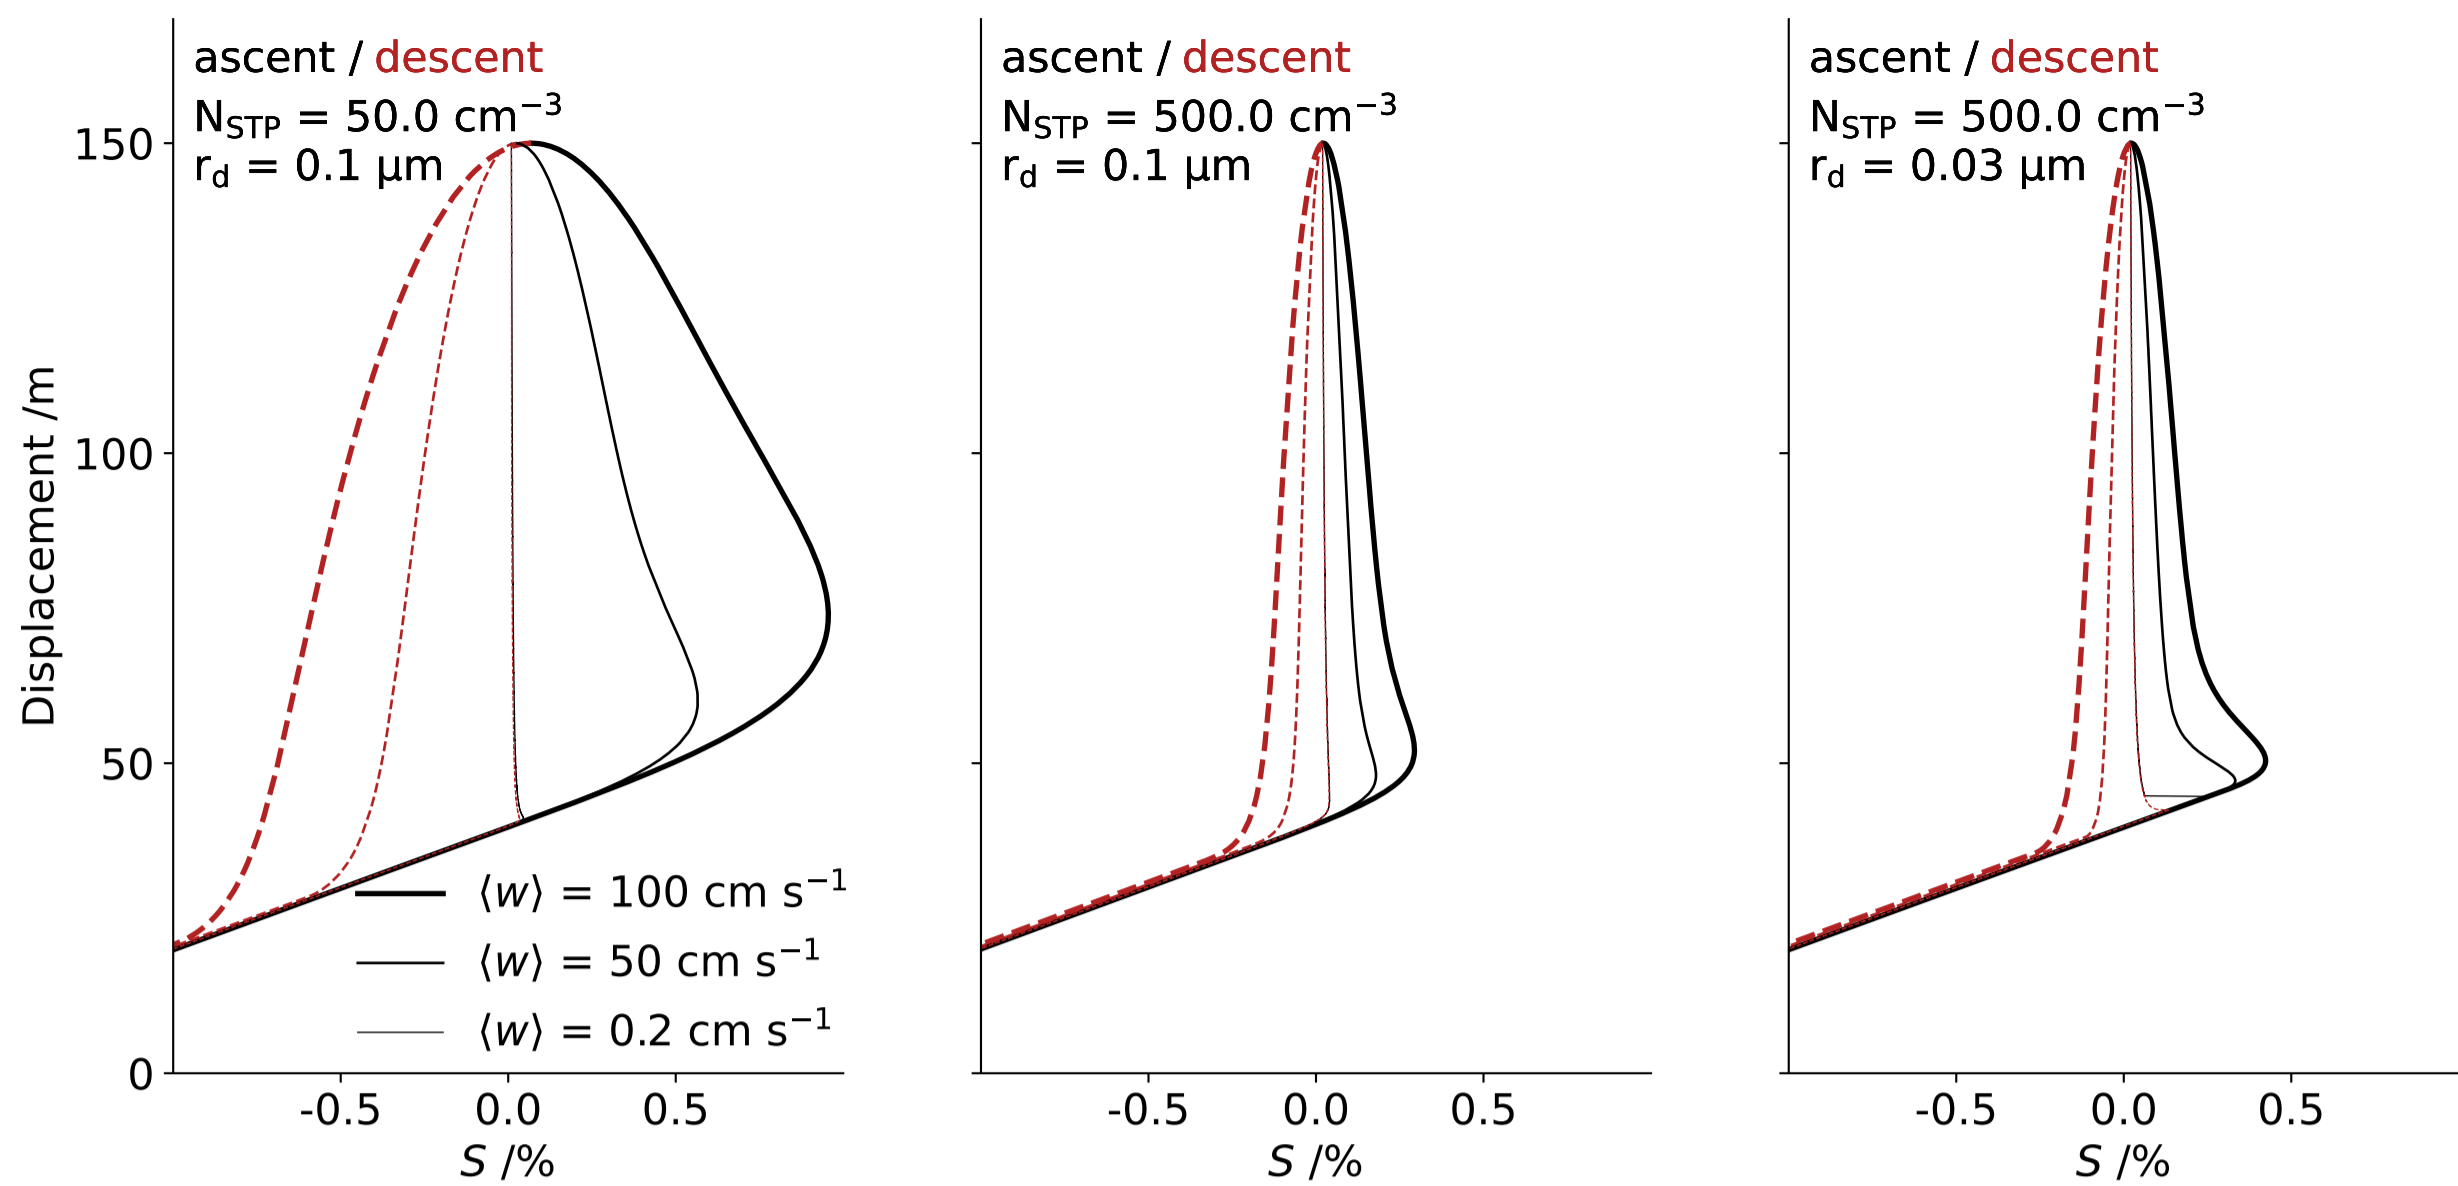 ascent / descent
N_STP = 50.0 cm⁻³
r_d = 0.1 μm
ascent / descent
N_STP = 500.0 cm⁻³
r_d = 0.1 μm
ascent / descent
N_STP = 500.0 cm⁻³
r_d = 0.03 μm
Displacement /m
150
100
50
0
⟨w⟩ = 100 cm s⁻¹
⟨w⟩ = 50 cm s⁻¹
⟨w⟩ = 0.2 cm s⁻¹
-0.5 0.0 0.5
S /%
-0.5 0.0 0.5
S /%
-0.5 0.0 0.5
S /%